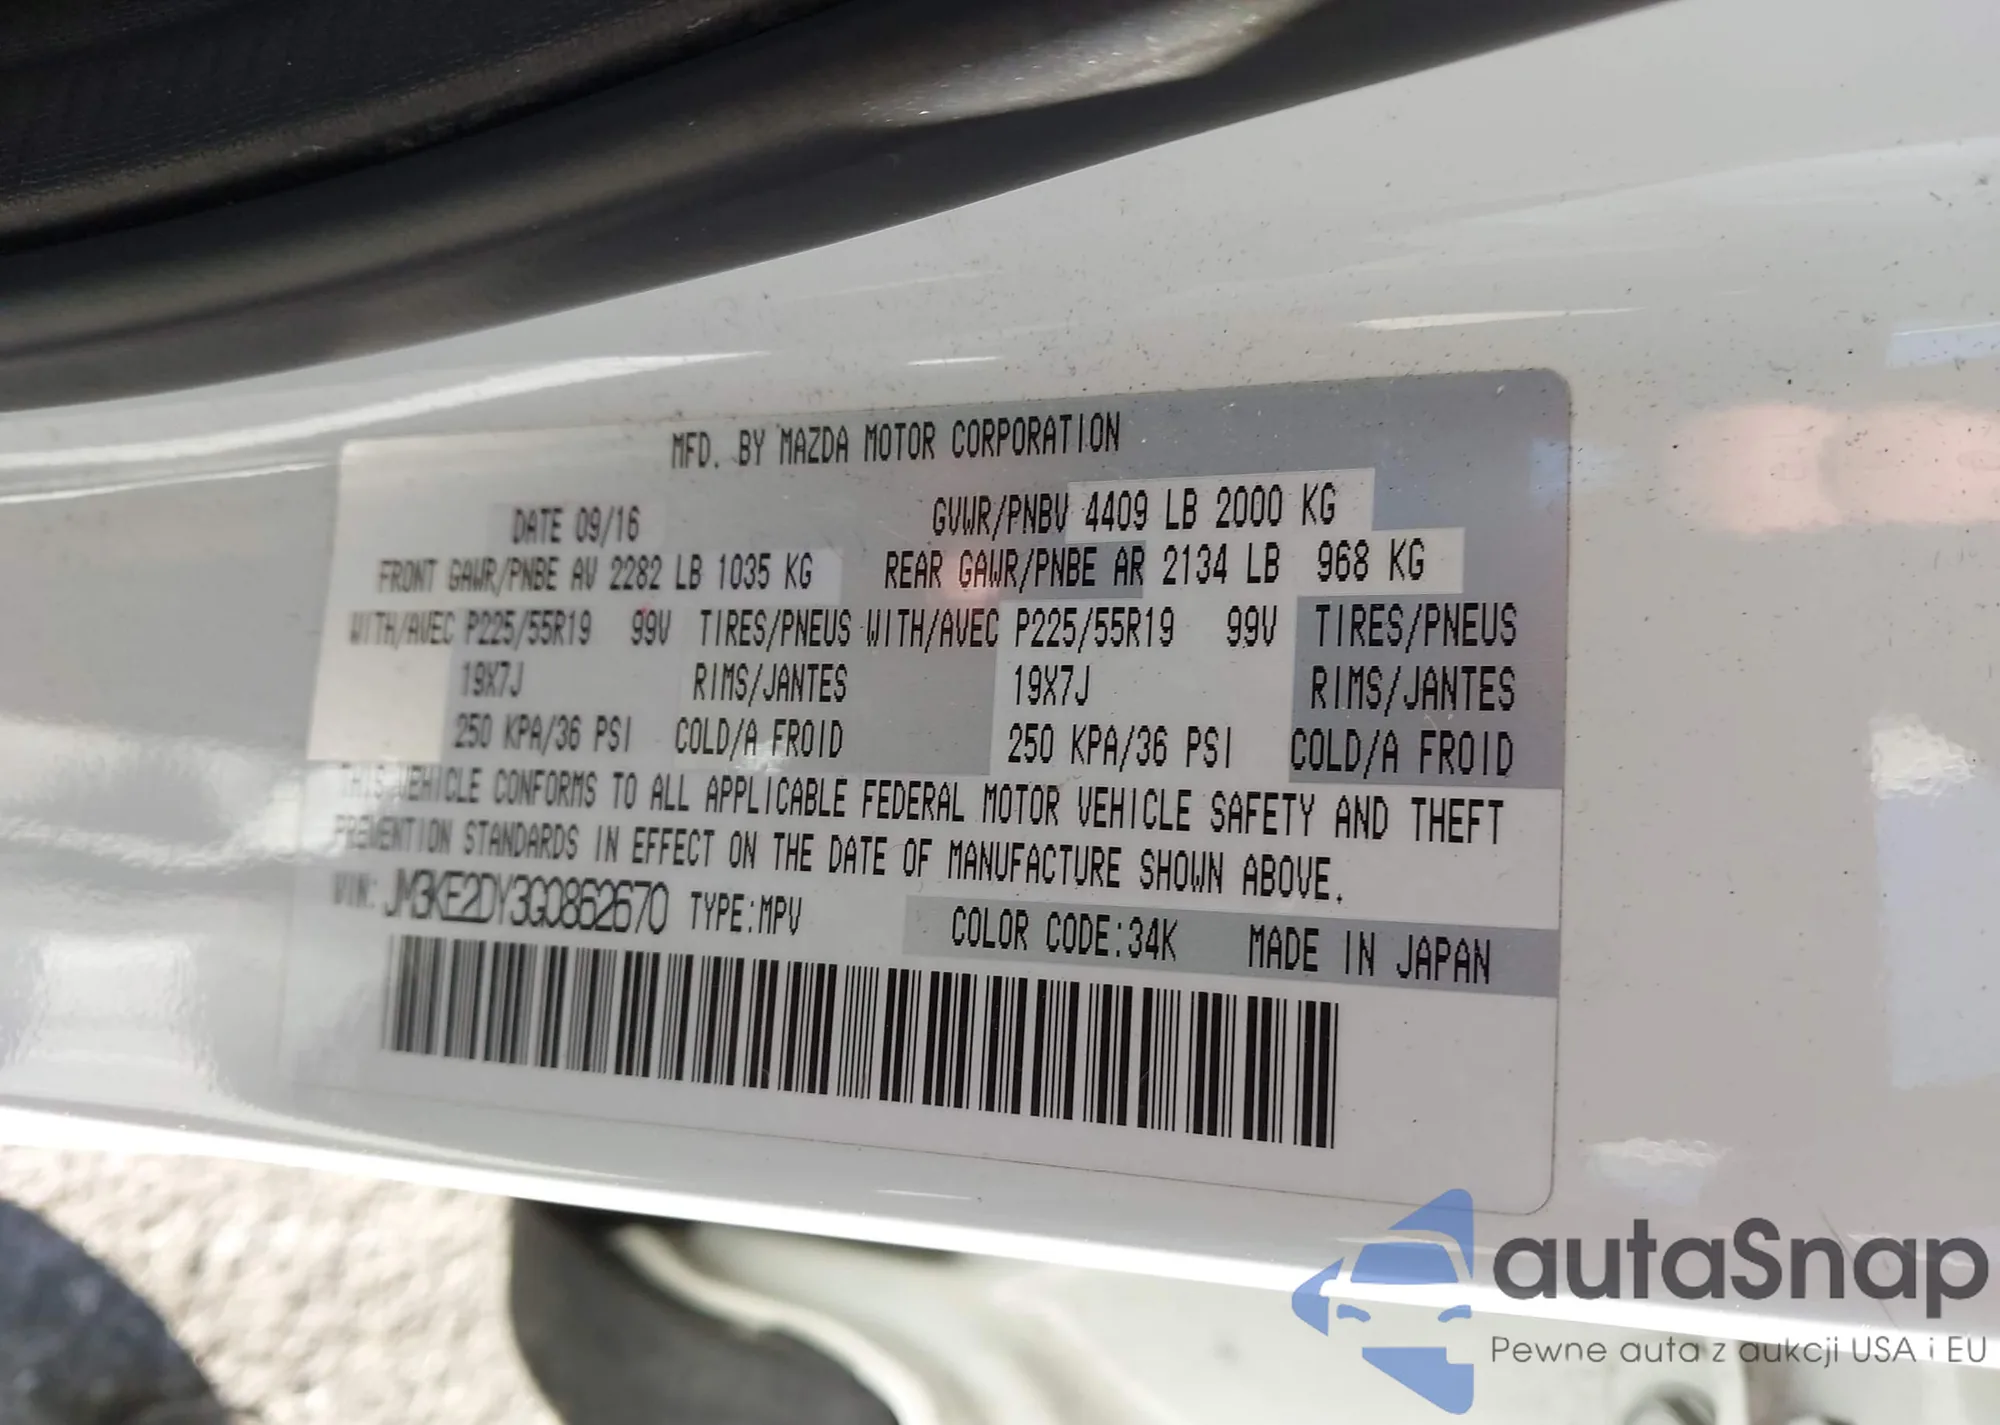 MFD. BY MAZDA MOTOR CORPORATION
DATE 09/16 GVWR/PNBV 4409 LB 2000 KG
FRONT GAWR/PNBE AV 2282 LB 1035 KG REAR GAWR/PNBE AR 2134 LB 968 KG
WITH/AVEC P225/55R19 99V TIRES/PNEUS WITH/AVEC P225/55R19 99V TIRES/PNEUS
19X7J RIMS/JANTES 19X7J RIMS/JANTES
250 KPA/36 PSI COLD/A FROID 250 KPA/36 PSI COLD/A FROID
THIS VEHICLE CONFORMS TO ALL APPLICABLE FEDERAL MOTOR VEHICLE SAFETY AND THEFT
PREVENTION STANDARDS IN EFFECT ON THE DATE OF MANUFACTURE SHOWN ABOVE.
VIN: JM3KE2DY3G0862670 TYPE:MPV COLOR CODE:34K MADE IN JAPAN
autaSnap
Pewne auta z aukcji USA i EU